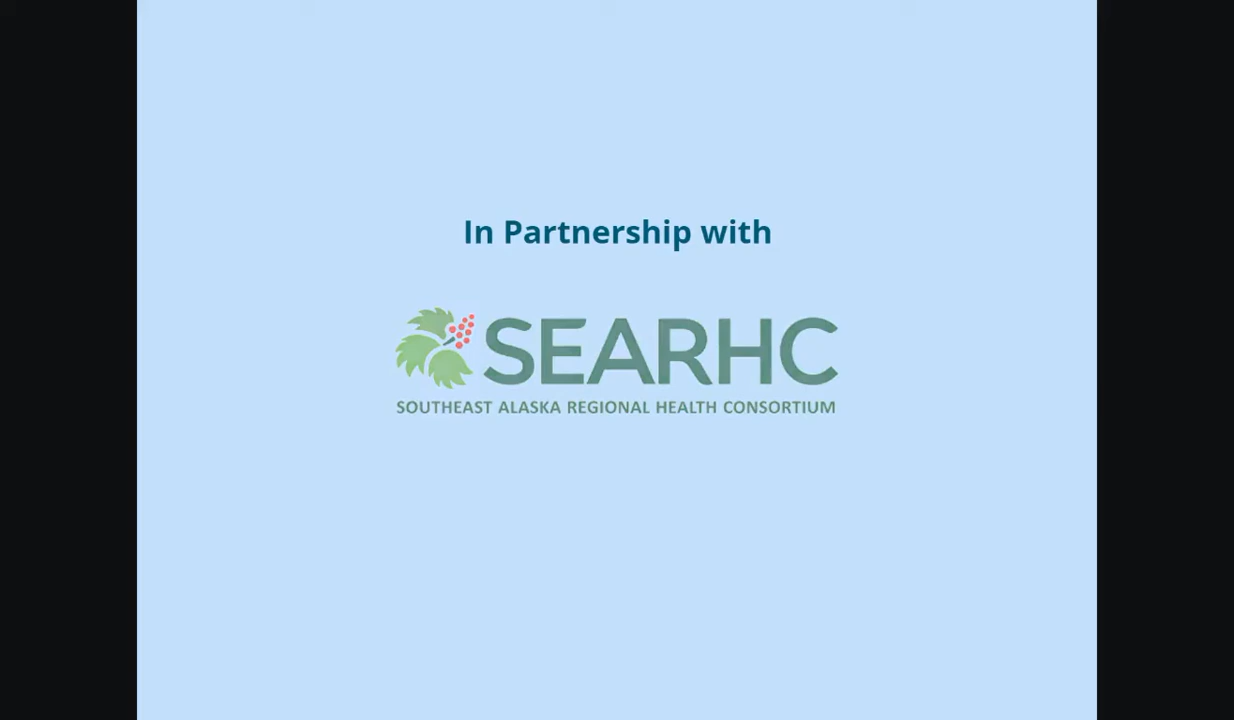 In Partnership with
SEARHC
SOUTHEAST ALASKA REGIONAL HEALTH CONSORTIUM